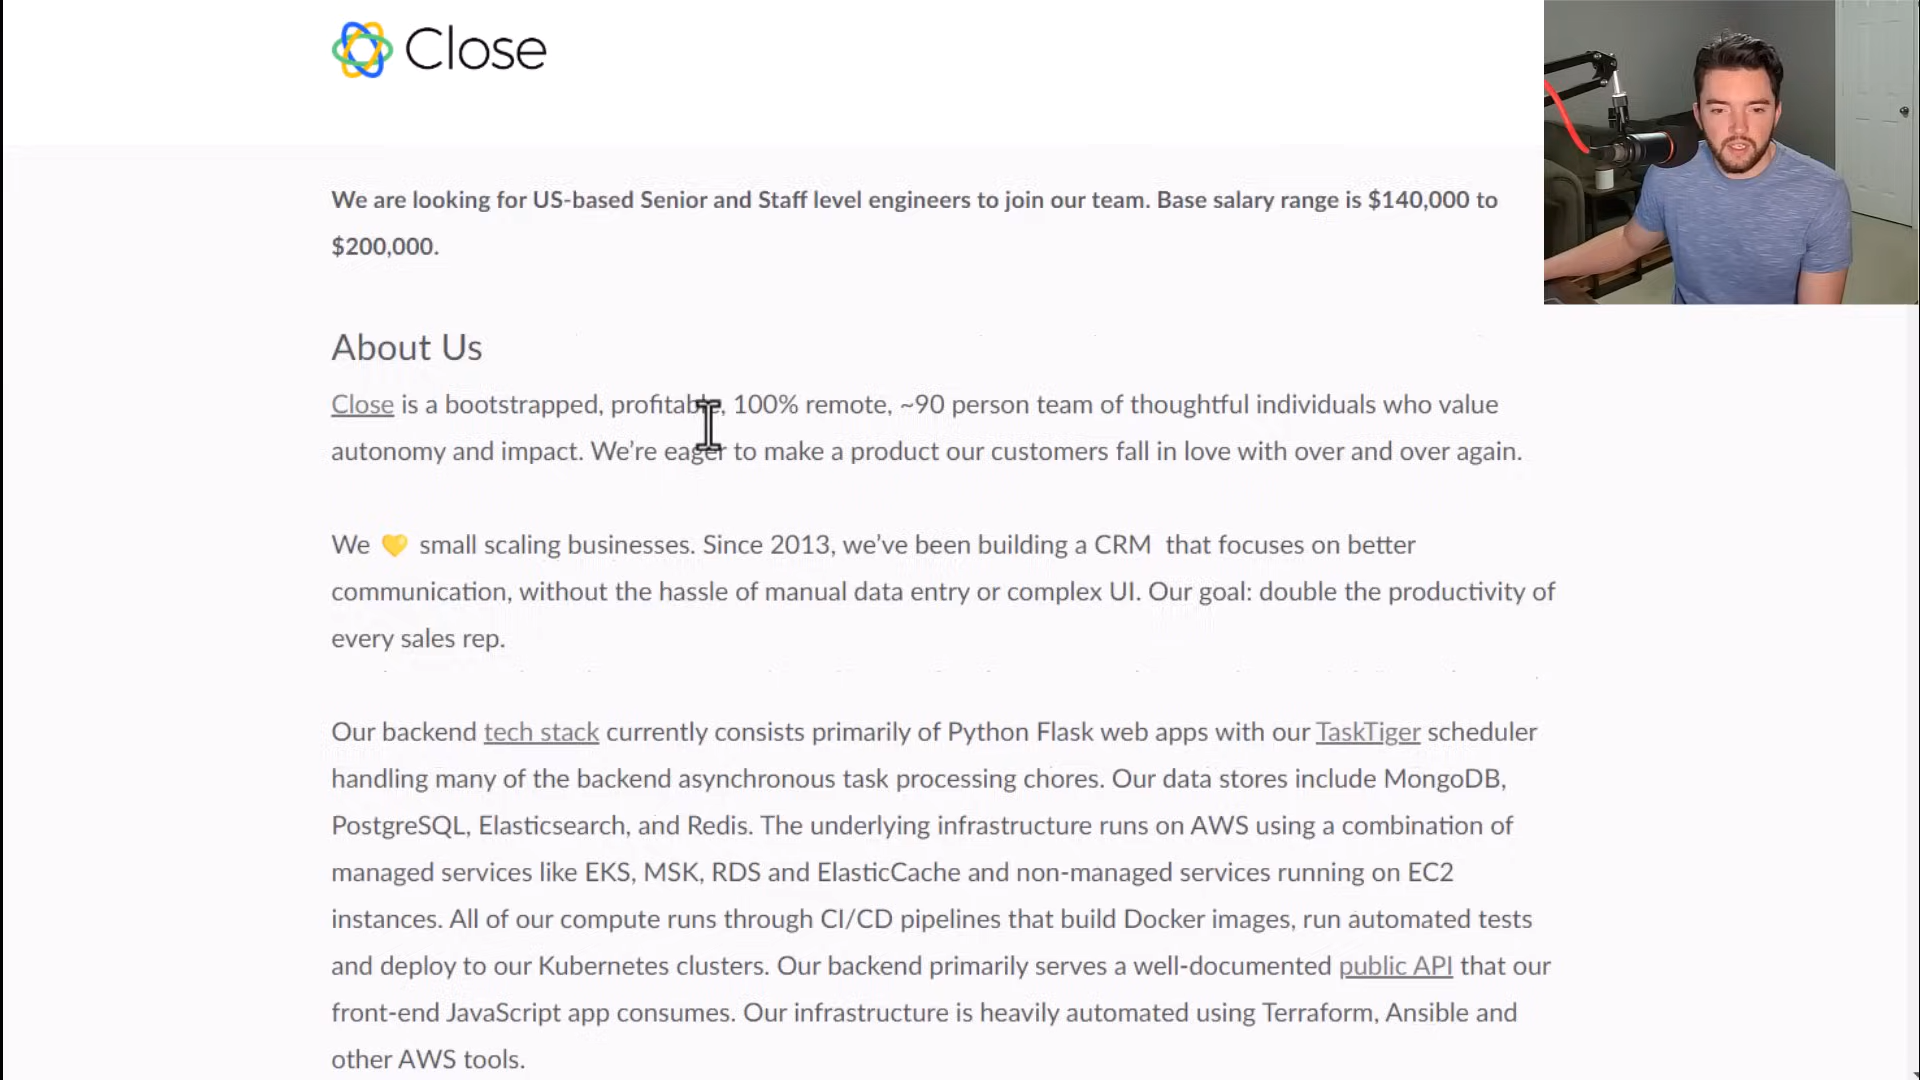 Close
We are looking for US-based Senior and Staff level engineers to join our team. Base salary range is $140,000 to
$200,000.
About Us
Close is a bootstrapped, profitable, 100% remote, ~90 person team of thoughtful individuals who value
autonomy and impact. We're eager to make a product our customers fall in love with over and over again.
We 💛 small scaling businesses. Since 2013, we've been building a CRM that focuses on better
communication, without the hassle of manual data entry or complex UI. Our goal: double the productivity of
every sales rep.
Our backend tech stack currently consists primarily of Python Flask web apps with our TaskTiger scheduler
handling many of the backend asynchronous task processing chores. Our data stores include MongoDB,
PostgreSQL, Elasticsearch, and Redis. The underlying infrastructure runs on AWS using a combination of
managed services like EKS, MSK, RDS and ElasticCache and non-managed services running on EC2
instances. All of our compute runs through CI/CD pipelines that build Docker images, run automated tests
and deploy to our Kubernetes clusters. Our backend primarily serves a well-documented public API that our
front-end JavaScript app consumes. Our infrastructure is heavily automated using Terraform, Ansible and
other AWS tools.